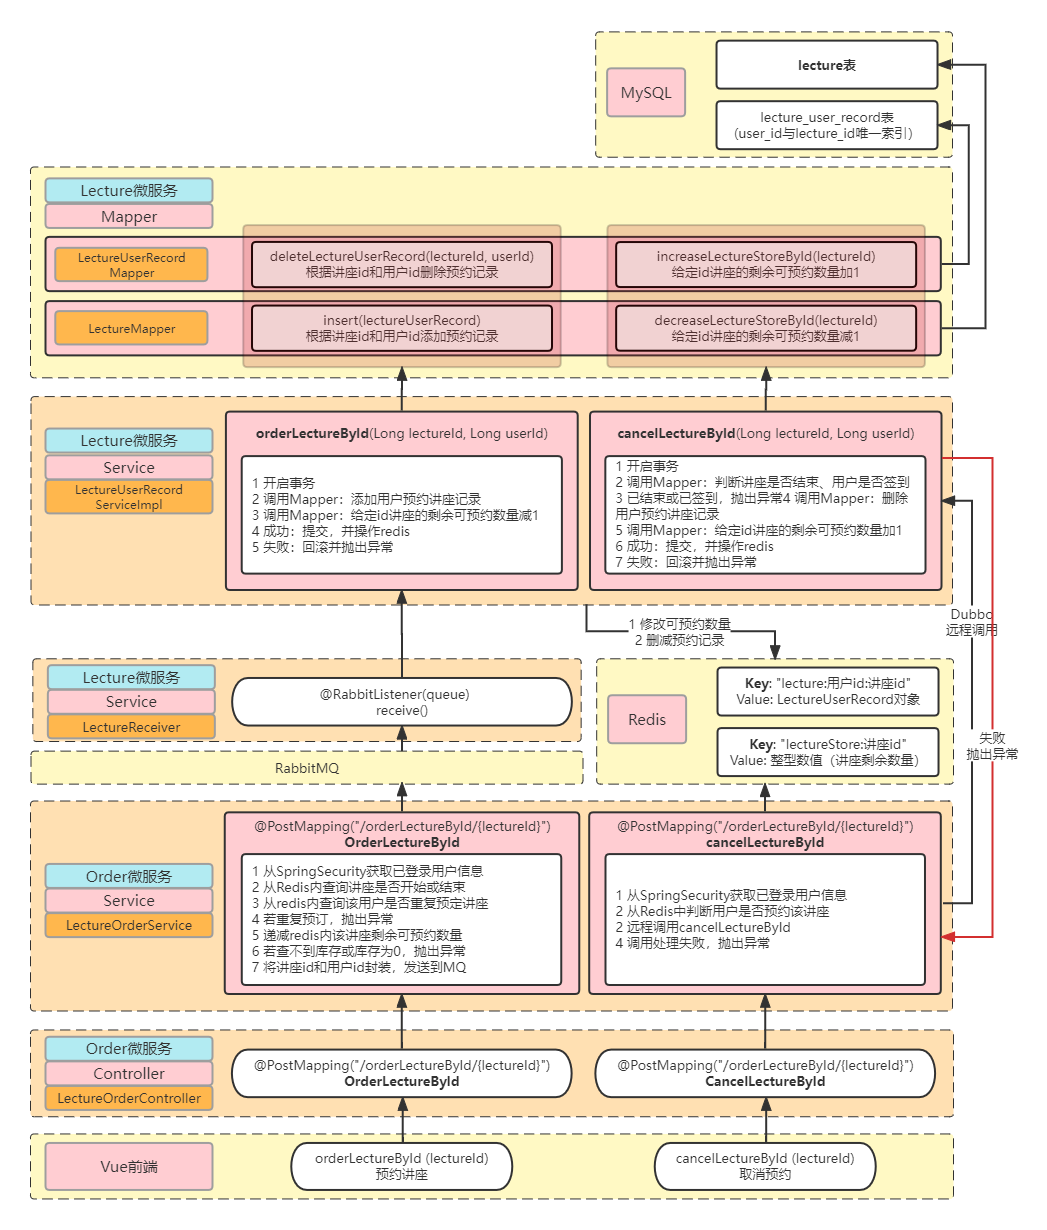 lecture表
MySQL
lecture_user_record表
（user_id与lecture_id唯一索引）
Lecture微服务
Mapper
LectureUserRecord
Mapper
deleteLectureUserRecord(lectureId, userId)
根据讲座id和用户id删除预约记录
increaseLectureStoreById(lectureId)
给定id讲座的剩余可预约数量加1
LectureMapper
insert(lectureUserRecord)
根据讲座id和用户id添加预约记录
decreaseLectureStoreById(lectureId)
给定id讲座的剩余可预约数量减1
Lecture微服务
Service
LectureUserRecord
ServiceImpl
orderLectureById(Long lectureId, Long userId)
1 开启事务
2 调用Mapper：添加用户预约讲座记录
3 调用Mapper：给定id讲座的剩余可预约数量减1
4 成功：提交，并操作redis
5 失败：回滚并抛出异常
cancelLectureById(Long lectureId, Long userId)
1 开启事务
2 调用Mapper：判断讲座是否结束、用户是否签到
3 已结束或已签到，抛出异常4 调用Mapper：删除
用户预约讲座记录
5 调用Mapper：给定id讲座的剩余可预约数量加1
6 成功：提交，并操作redis
7 失败：回滚并抛出异常
Dubbo
远程调用
1 修改可预约数量
2 删减预约记录
Lecture微服务
Service
LectureReceiver
@RabbitListener(queue)
receive()
Redis
Key: "lecture:用户id:讲座id"
Value: LectureUserRecord对象
Key: "lectureStore:讲座id"
Value: 整型数值（讲座剩余数量）
失败
抛出异常
RabbitMQ
Order微服务
Service
LectureOrderService
@PostMapping("/orderLectureById/{lectureId}")
OrderLectureById
1 从SpringSecurity获取已登录用户信息
2 从Redis内查询讲座是否开始或结束
3 从redis内查询该用户是否重复预定讲座
4 若重复预订，抛出异常
5 递减redis内该讲座剩余可预约数量
6 若查不到库存或库存为0，抛出异常
7 将讲座id和用户id封装，发送到MQ
@PostMapping("/orderLectureById/{lectureId}")
cancelLectureById
1 从SpringSecurity获取已登录用户信息
2 从Redis中判断用户是否预约该讲座
2 远程调用cancelLectureById
4 调用处理失败，抛出异常
Order微服务
Controller
LectureOrderController
@PostMapping("/orderLectureById/{lectureId}")
OrderLectureById
@PostMapping("/orderLectureById/{lectureId}")
CancelLectureById
Vue前端
orderLectureById (lectureId)
预约讲座
cancelLectureById (lectureId)
取消预约